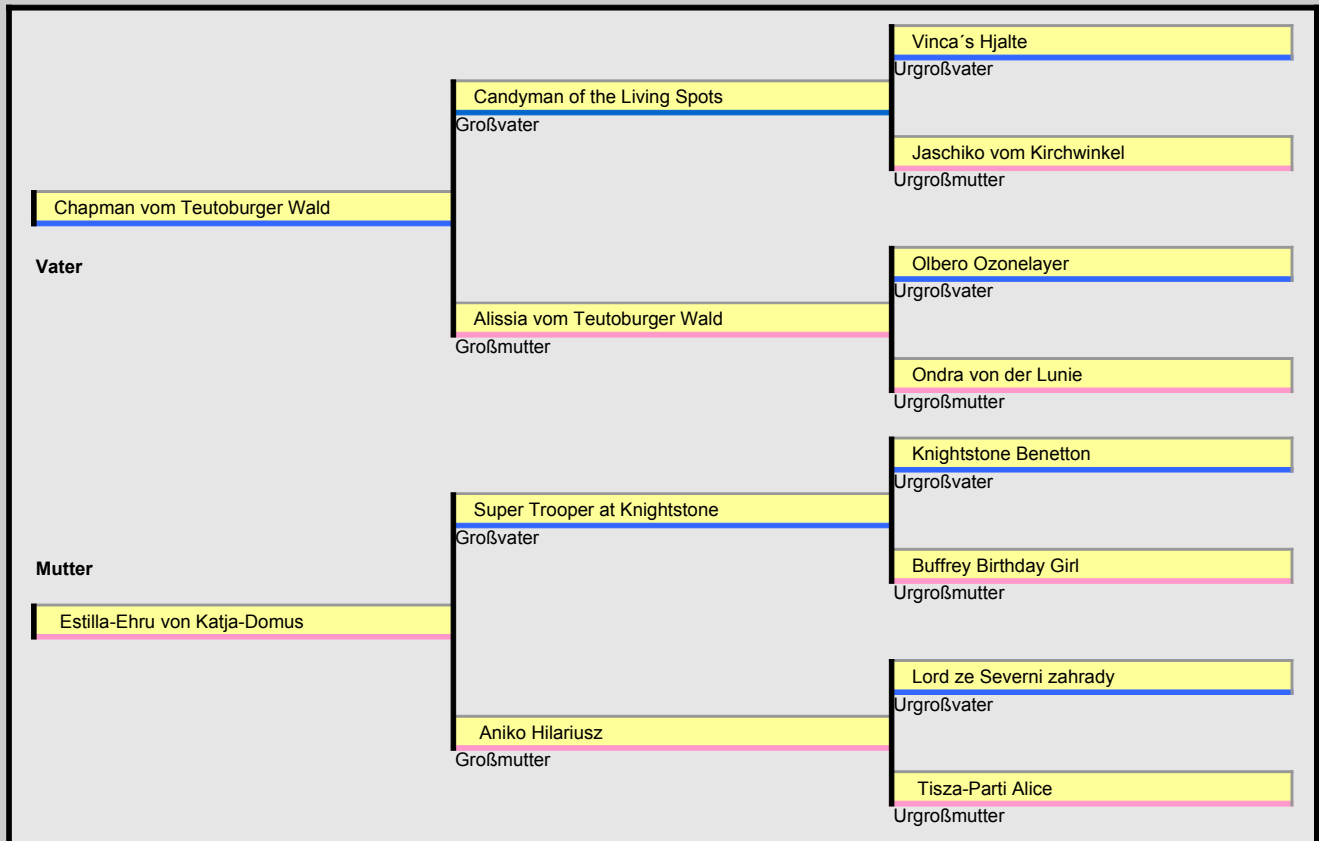 Vinca´s Hjalte
Urgroßvater
Candyman of the Living Spots
Großvater
Jaschiko vom Kirchwinkel
Urgroßmutter
Chapman vom Teutoburger Wald
Vater
Olbero Ozonelayer
Urgroßvater
Alissia vom Teutoburger Wald
Großmutter
Ondra von der Lunie
Urgroßmutter
Knightstone Benetton
Urgroßvater
Super Trooper at Knightstone
Großvater
Mutter
Buffrey Birthday Girl
Urgroßmutter
Estilla-Ehru von Katja-Domus
Lord ze Severni zahrady
Urgroßvater
Aniko Hilariusz
Großmutter
Tisza-Parti Alice
Urgroßmutter